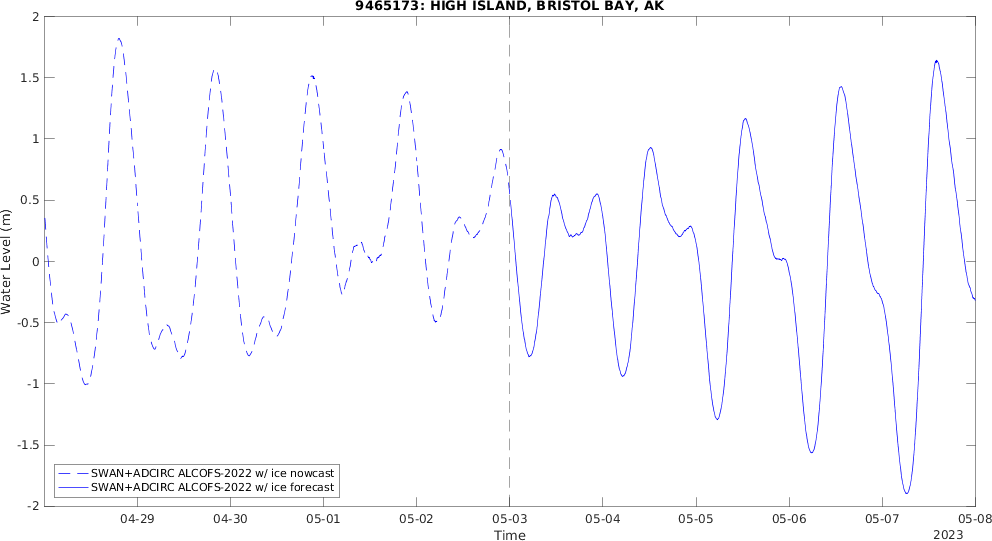 9465173: HIGH ISLAND, BRISTOL BAY, AK
Water Level (m)
2
1.5
1
0.5
0
-0.5
-1
-1.5
-2
SWAN+ADCIRC ALCOFS-2022 w/ ice nowcast
SWAN+ADCIRC ALCOFS-2022 w/ ice forecast
04-29 04-30 05-01 05-02 05-03 05-04 05-05 05-06 05-07 05-08
Time
2023